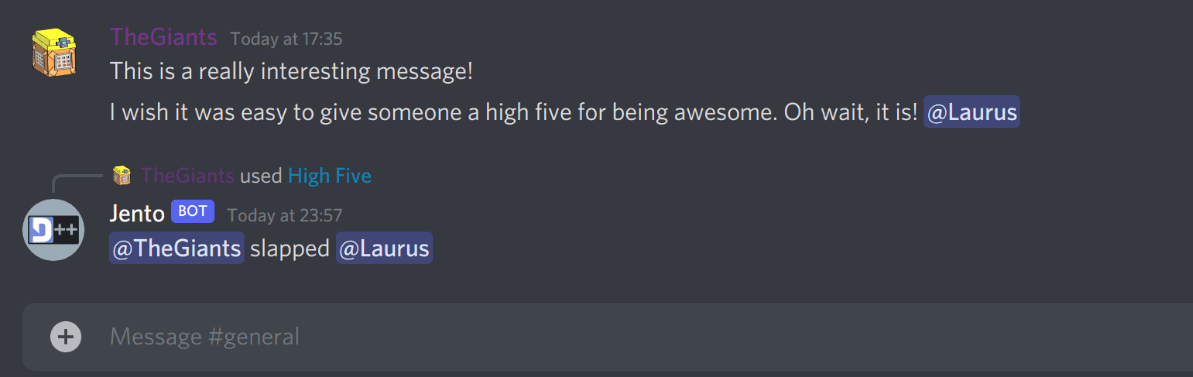 TheGiants Today at 17:35
This is a really interesting message!
I wish it was easy to give someone a high five for being awesome. Oh wait, it is! @Laurus
TheGiants used High Five
Jento BOT Today at 23:57
D++
@TheGiants slapped @Laurus
Message #general